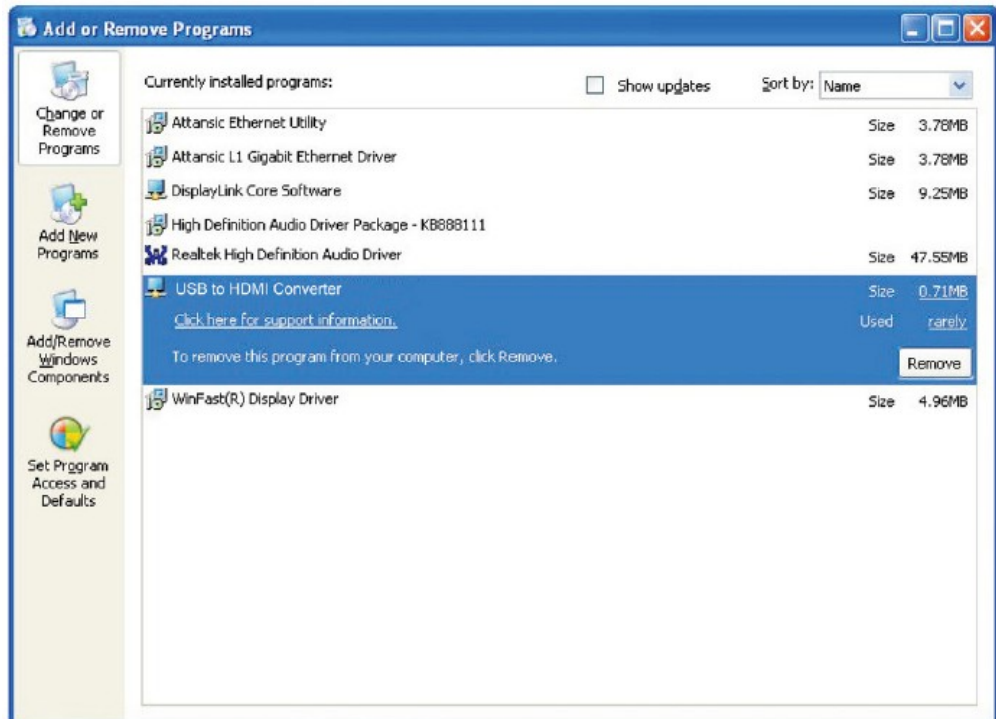 Add or Remove Programs
Change or
Remove
Programs
Add New
Programs
Add/Remove
Windows
Components
Set Program
Access and
Defaults
Currently installed programs:
Show updates
Sort by: Name
Attansic Ethernet Utility Size 3.78MB
Attansic L1 Gigabit Ethernet Driver Size 3.78MB
DisplayLink Core Software Size 9.25MB
High Definition Audio Driver Package - KB888111
Realtek High Definition Audio Driver Size 47.55MB
USB to HDMI Converter Size 0.71MB
Click here for support information. Used rarely
To remove this program from your computer, click Remove. Remove
WinFast(R) Display Driver Size 4.96MB